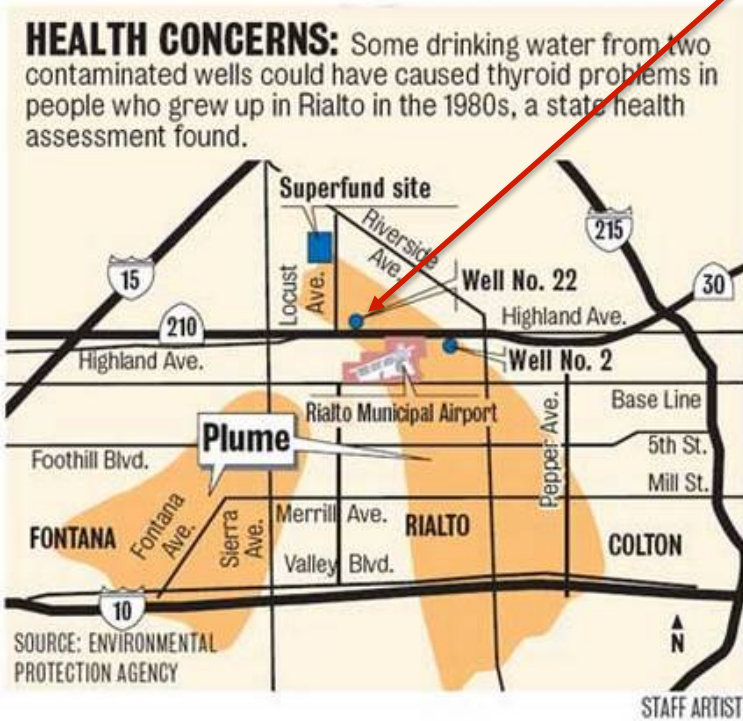 HEALTH CONCERNS: Some drinking water from two
contaminated wells could have caused thyroid problems in
people who grew up in Rialto in the 1980s, a state health
assessment found.
Superfund site
Riverside
Ave.
215
15
Locust
Ave.
Well No. 22
30
210
Highland Ave.
Highland Ave.
Well No. 2
Rialto Municipal Airport
Base Line
Pepper Ave.
Plume
5th St.
Foothill Blvd.
Mill St.
Fontana
Ave.
Sierra
Ave.
Merrill Ave.
RIALTO
FONTANA
COLTON
Valley Blvd.
10
N
SOURCE: ENVIRONMENTAL
PROTECTION AGENCY
STAFF ARTIST